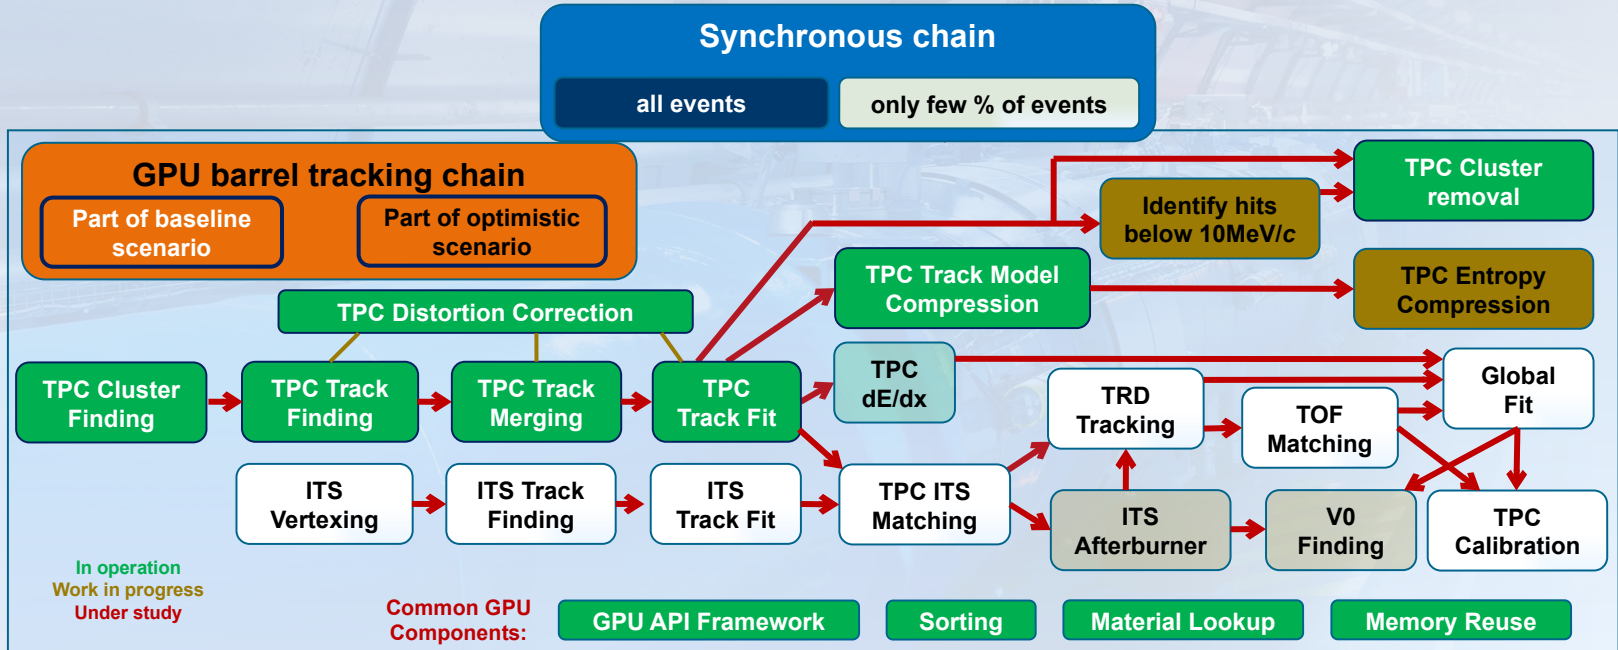 Synchronous chain
all events
only few % of events
GPU barrel tracking chain
Part of baseline
scenario
Part of optimistic
scenario
TPC Cluster
removal
Identify hits
below 10MeV/c
TPC Track Model
Compression
TPC Entropy
Compression
TPC Distortion Correction
TPC Cluster
Finding
TPC Track
Finding
TPC Track
Merging
TPC
Track Fit
TPC
dE/dx
TRD
Tracking
TOF
Matching
Global
Fit
ITS
Vertexing
ITS Track
Finding
ITS
Track Fit
TPC ITS
Matching
ITS
Afterburner
V0
Finding
TPC
Calibration
In operation
Work in progress
Under study
Common GPU
Components:
GPU API Framework
Sorting
Material Lookup
Memory Reuse